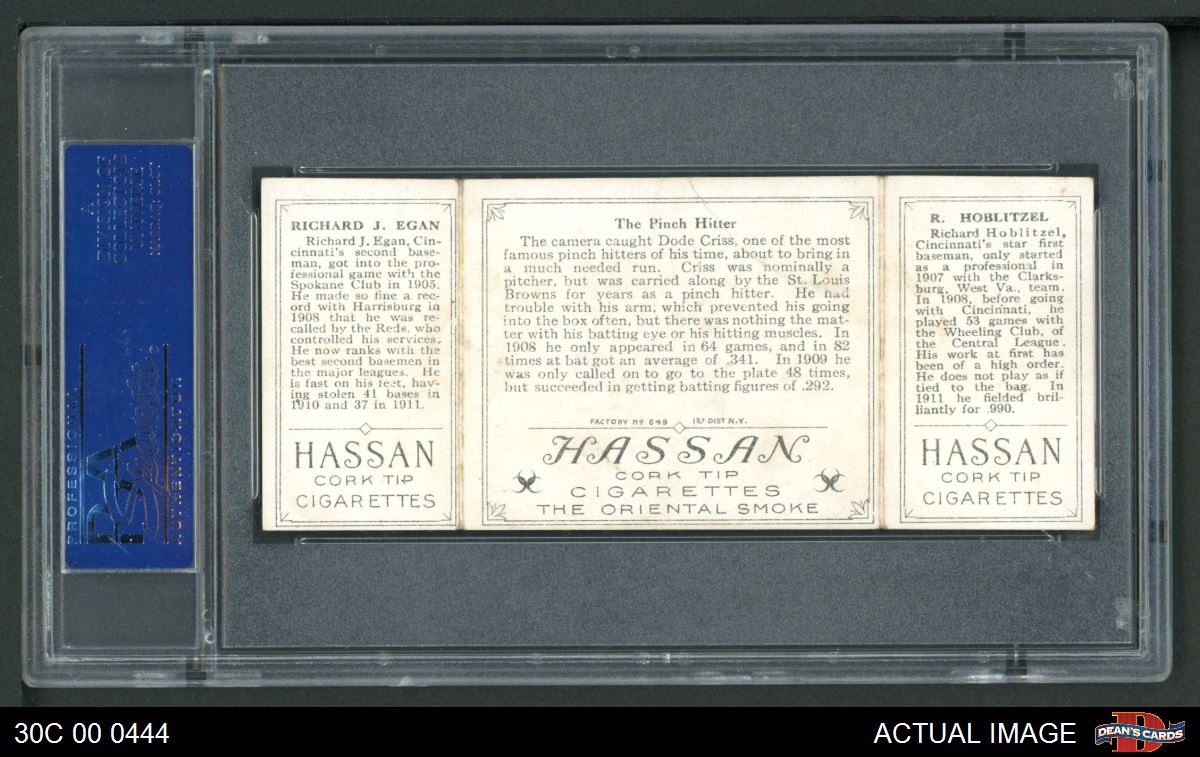 RICHARD J. EGAN
Richard J. Egan, Cin-
cinnati's second base-
man, got into the pro-
fessional game with the
Spokane Club in 1905.
He made so fine a rec-
ord with Harrisburg in
1908 that he was re-
called by the Reds, who
controlled his services.
He now ranks with the
best second basemen in
the major leagues. He
is fast on his feet, hav-
ing stolen 41 bases in
1910 and 37 in 1911.
HASSAN
CORK TIP
CIGARETTES
The Pinch Hitter
The camera caught Dode Criss, one of the most
famous pinch hitters of his time, about to bring in
a much needed run. Criss was nominally a
pitcher, but was carried along by the St. Louis
Browns for years as a pinch hitter. He had
trouble with his arm, which prevented his going
into the box often, but there was nothing the mat-
ter with his batting eye or his hitting muscles. In
1908 he only appeared in 64 games, and in 82
times at bat got an average of .341. In 1909 he
was only called on to go to the plate 48 times,
but succeeded in getting batting figures of .292.
FACTORY Nº 649 1ST DIST N.Y.
HASSAN
CORK TIP
CIGARETTES
THE ORIENTAL SMOKE
R. HOBLITZEL
Richard Hoblitzel,
Cincinnati's star first
baseman, only started
as a professional in
1907 with the Clarks-
burg, West Va., team.
In 1908, before going
with Cincinnati, he
played 53 games with
the Wheeling Club, of
the Central League.
His work at first has
been of a high order.
He does not play as if
tied to the bag. In
1911 he fielded bril-
liantly for .990.
HASSAN
CORK TIP
CIGARETTES
PROFESSIONAL
PSA
AUTHENTICATOR
DIVISION OF
COLLECTORS
UNIVERSE
30C 00 0444
ACTUAL IMAGE
DEAN'S CARDS